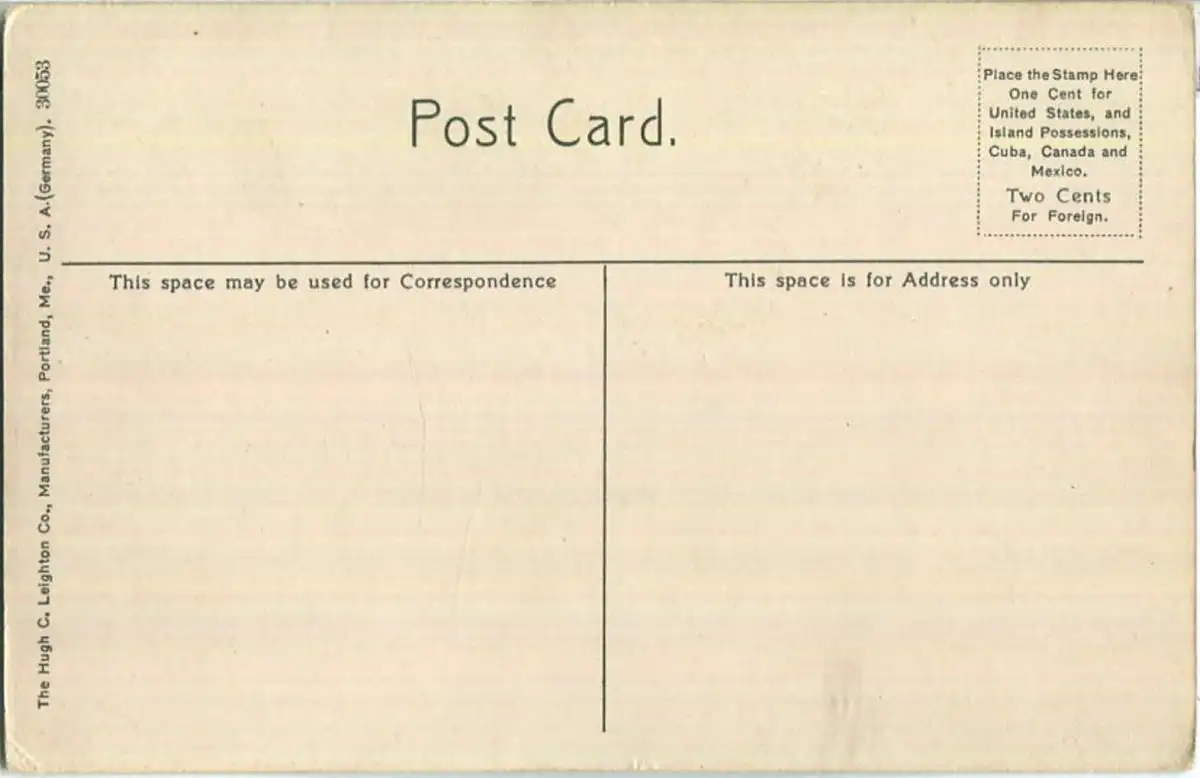 Post Card.
Place the Stamp Here
One Cent for
United States, and
Island Possessions,
Cuba, Canada and
Mexico.
Two Cents
For Foreign.
This space may be used for Correspondence
This space is for Address only
The Hugh C. Leighton Co., Manufacturers, Portland, Me., U. S. A. (Germany). 30053